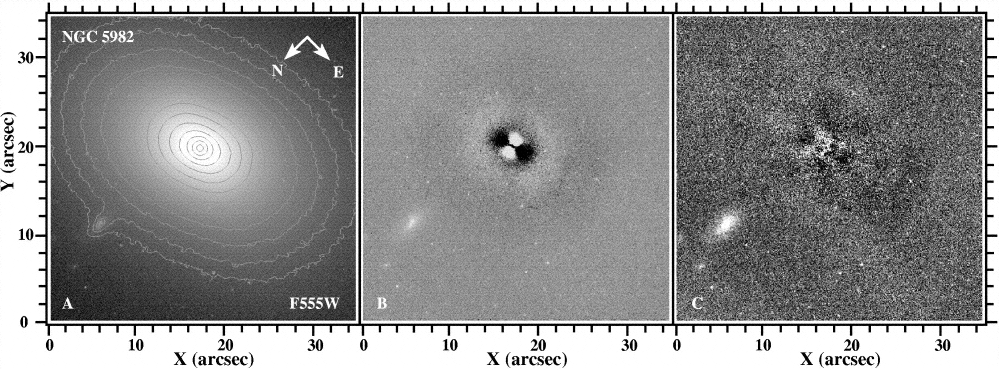 NGC 5982
N E
A F555W
B
C
Y (arcsec)
30
20
10
0
0 10 20 30
0 10 20 30
0 10 20 30
X (arcsec)
X (arcsec)
X (arcsec)